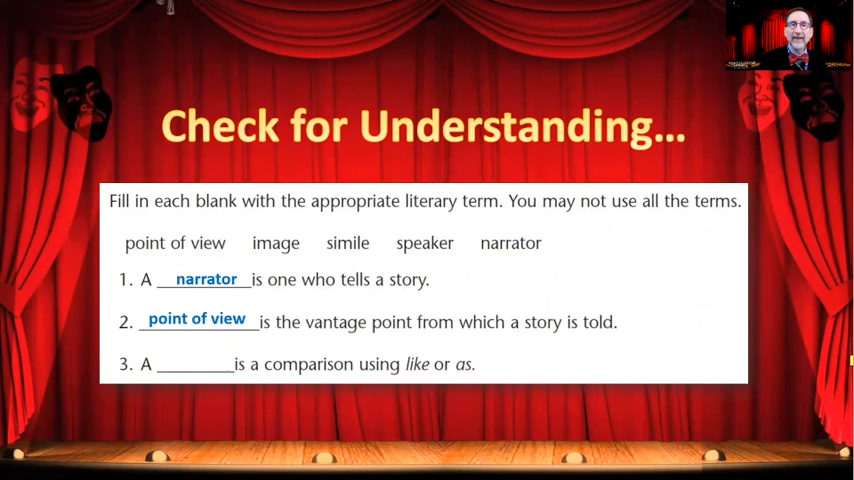 Check for Understanding...
Fill in each blank with the appropriate literary term. You may not use all the terms.
point of view image simile speaker narrator
1. A narrator is one who tells a story.
2. point of view is the vantage point from which a story is told.
3. A ________ is a comparison using like or as.